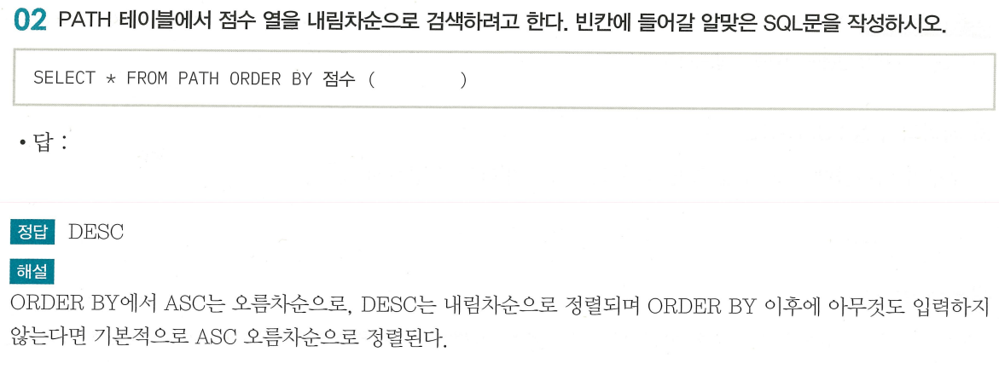 02 PATH 테이블에서 점수 열을 내림차순으로 검색하려고 한다. 빈칸에 들어갈 알맞은 SQL문을 작성하시오.
SELECT * FROM PATH ORDER BY 점수 (          )
• 답 :
정답 DESC
해설
ORDER BY에서 ASC는 오름차순으로, DESC는 내림차순으로 정렬되며 ORDER BY 이후에 아무것도 입력하지
않는다면 기본적으로 ASC 오름차순으로 정렬된다.